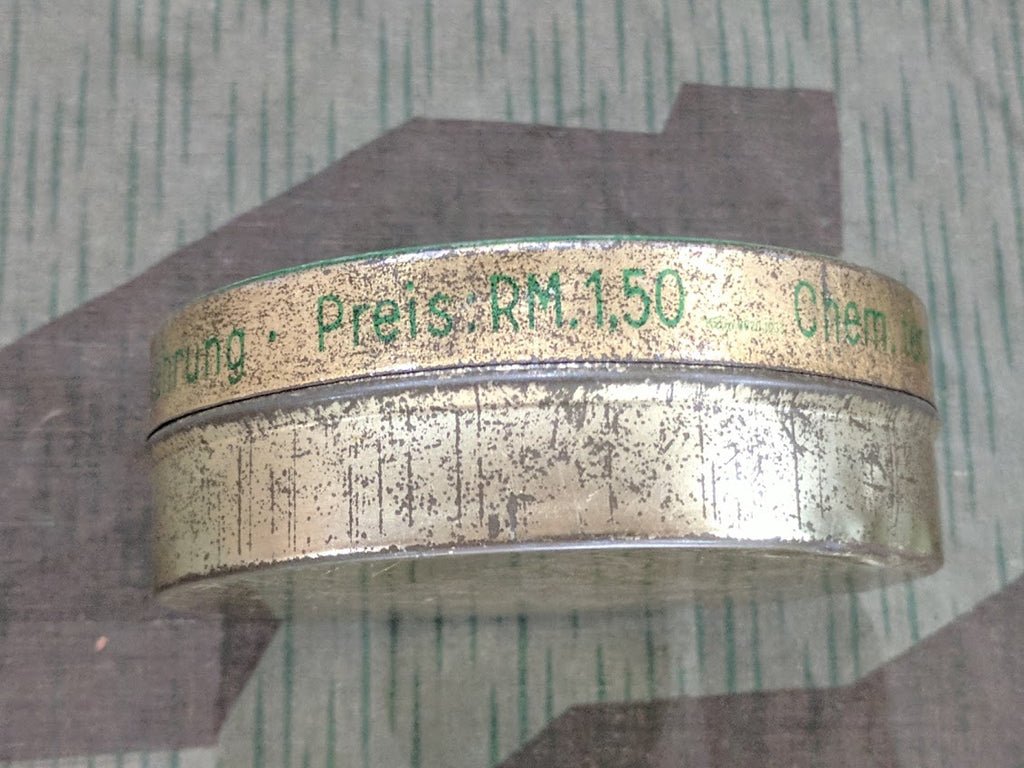 hrung · Preis: RM. 1.50 Chem.